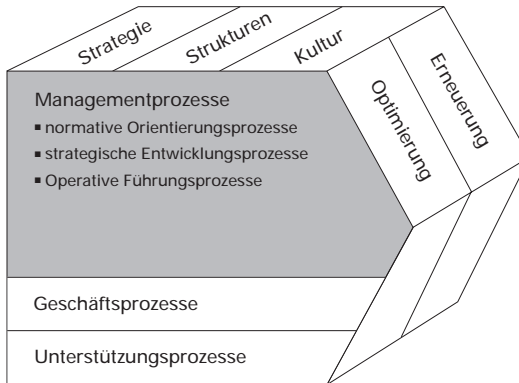 Strategie
Strukturen
Kultur
Optimierung
Erneuerung
Managementprozesse
▪ normative Orientierungsprozesse
▪ strategische Entwicklungsprozesse
▪ Operative Führungsprozesse
Geschäftsprozesse
Unterstützungsprozesse